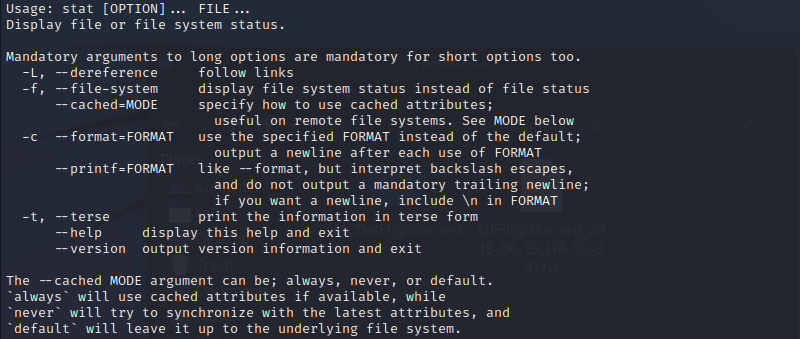 Usage: stat [OPTION]... FILE...
Display file or file system status.

Mandatory arguments to long options are mandatory for short options too.
  -L, --dereference     follow links
  -f, --file-system     display file system status instead of file status
      --cached=MODE     specify how to use cached attributes;
                          useful on remote file systems. See MODE below
  -c  --format=FORMAT   use the specified FORMAT instead of the default;
                          output a newline after each use of FORMAT
      --printf=FORMAT   like --format, but interpret backslash escapes,
                          and do not output a mandatory trailing newline;
                          if you want a newline, include \n in FORMAT
  -t, --terse           print the information in terse form
      --help     display this help and exit
      --version  output version information and exit

The --cached MODE argument can be; always, never, or default.
`always` will use cached attributes if available, while
`never` will try to synchronize with the latest attributes, and
`default` will leave it up to the underlying file system.
Trash